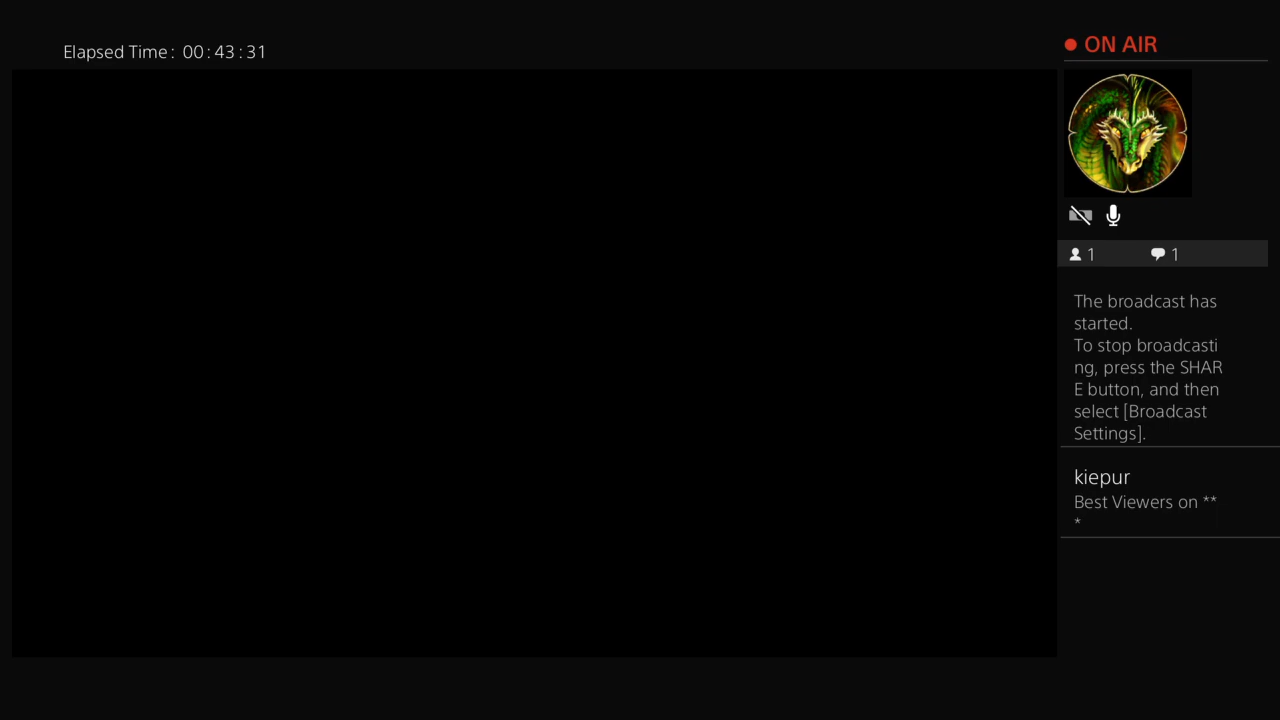 Elapsed Time: 00:43:31
ON AIR
1
1
The broadcast has
started.
To stop broadcasti
ng, press the SHAR
E button, and then
select [Broadcast
Settings].
kiepur
Best Viewers on **
*